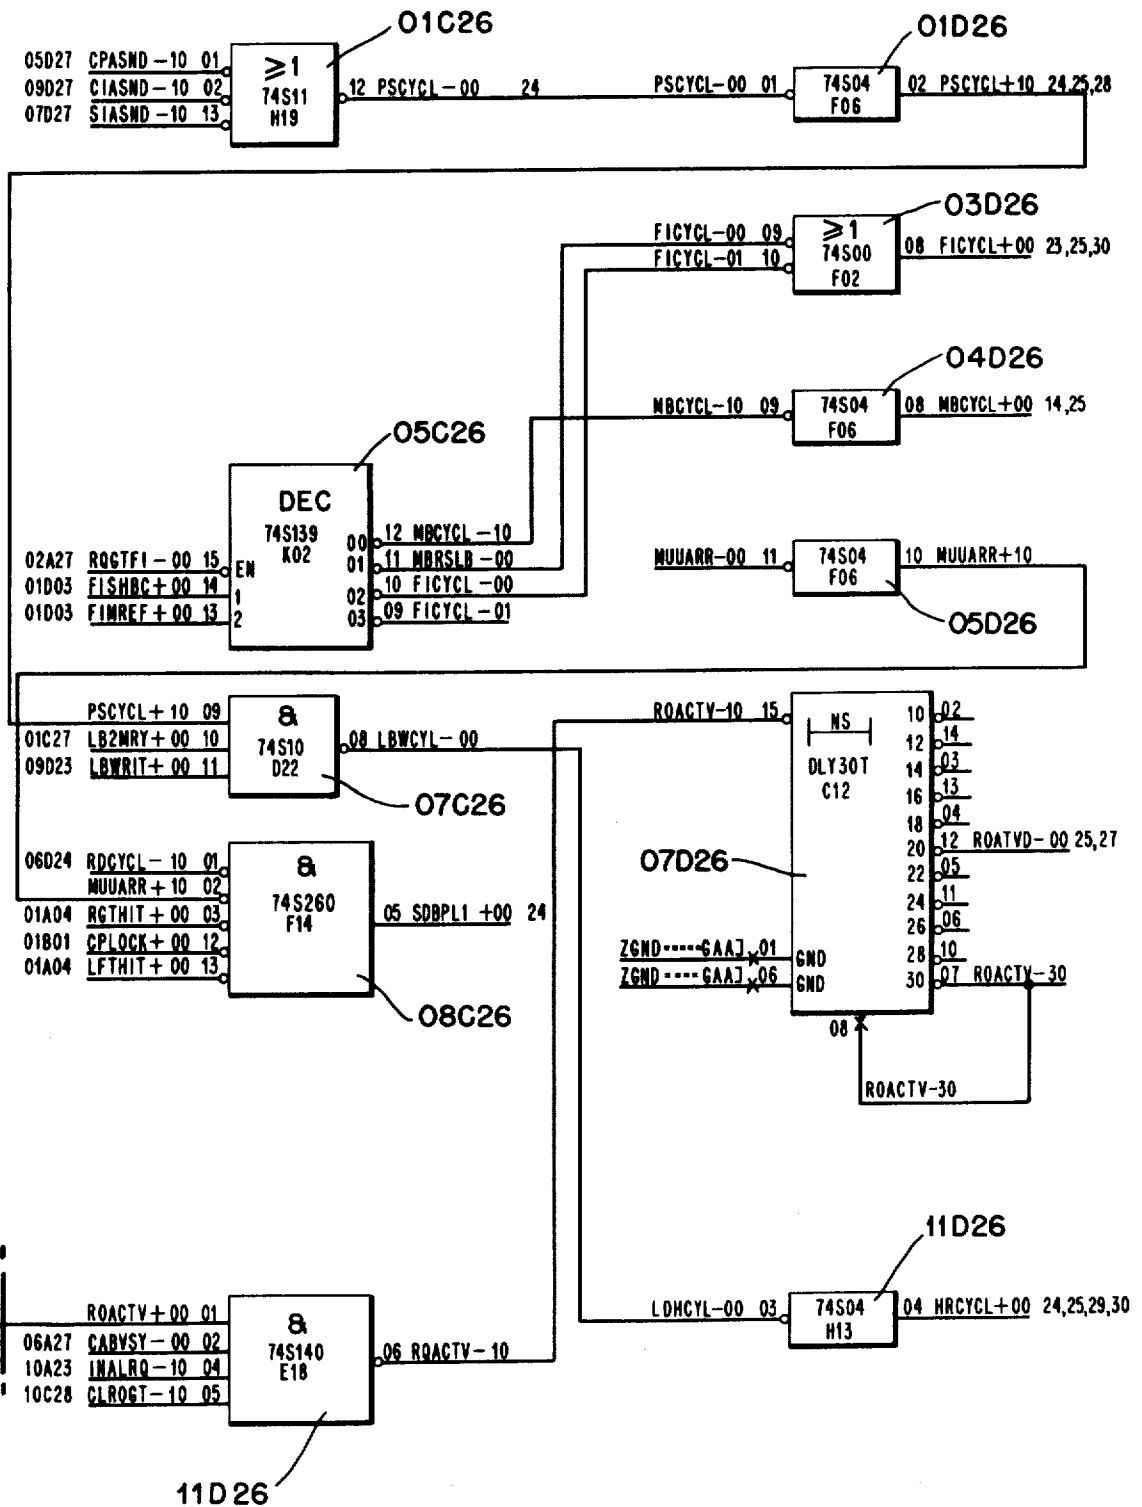 01C26
05D27 CPASND-10 01
09D27 CIASND-10 02
07D27 SIASND-10 13
≥1
74S11
H19
12 PSCYCL-00 24
01D26
PSCYCL-00 01
74S04
F06
02 PSCYCL+10 24,25,28
03D26
FICYCL-00 09
FICYCL-01 10
≥1
74S00
F02
08 FICYCL+00 23,25,30
04D26
MBCYCL-10 09
74S04
F06
08 MBCYCL+00 14,25
05C26
DEC
74S139
K02
02A27 RQGTFI-00 15 EN
01D03 FISHBC+00 14 1
01D03 FIMREF+00 13 2
00 12 MBCYCL-10
01 11 MBRSLB-00
02 10 FICYCL-00
03 09 FICYCL-01
MUUARR-00 11
74S04
F06
10 MUUARR+10
05D26
PSCYCL+10 09
01C27 LB2MRY+00 10
09D23 LBWRIT+00 11
&
74S10
D22
08 LBWCYL-00
07C26
06D24 RDCYCL-10 01
MUUARR+10 02
01A04 RGTHIT+00 03
01B01 CPLOCK+00 12
01A04 LFTHIT+00 13
&
74S260
F14
05 SDBPL1+00 24
08C26
ROACTV-10 15
NS
DLY30T
C12
07D26
10 02
12 14
14 03
16 13
18 04
20 12 ROATVD-00 25,27
22 05
24 11
26 06
28 10
30 07 ROACTV-30
ZGND----GAAJ 01 GND
ZGND----GAAJ 06 GND
08
ROACTV-30
ROACTV+00 01
06A27 CABVSY-00 02
10A23 INALRQ-10 04
10C28 CLROGT-10 05
&
74S140
E18
06 RQACTV-10
11D26
LDHCYL-00 03
74S04
H13
04 HRCYCL+00 24,25,29,30
11D26